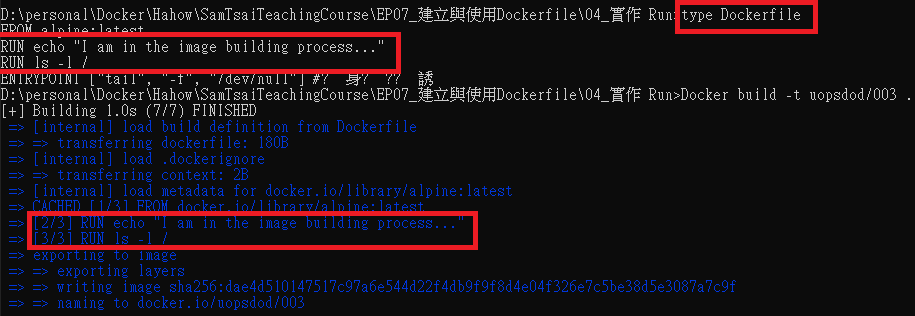 D:\personal\Docker\Hahow\SamTsaiTeachingCourse\EP07_建立與使用Dockerfile\04_實作 Run>type Dockerfile
FROM alpine:latest
RUN echo "I am in the image building process..."
RUN ls -l /
ENTRYPOINT ["tail", "-f", "/dev/null"] #? 身? ?? 誘
D:\personal\Docker\Hahow\SamTsaiTeachingCourse\EP07_建立與使用Dockerfile\04_實作 Run>Docker build -t uopsdod/003 .
[+] Building 1.0s (7/7) FINISHED
=> [internal] load build definition from Dockerfile
=> => transferring dockerfile: 180B
=> [internal] load .dockerignore
=> => transferring context: 2B
=> [internal] load metadata for docker.io/library/alpine:latest
=> CACHED [1/3] FROM docker.io/library/alpine:latest
=> [2/3] RUN echo "I am in the image building process..."
=> [3/3] RUN ls -l /
=> exporting to image
=> => exporting layers
=> => writing image sha256:dae4d510147517c97a6e544d22f4db9f9f8d4e04f326e7c5be38d5e3087a7c9f
=> => naming to docker.io/uopsdod/003